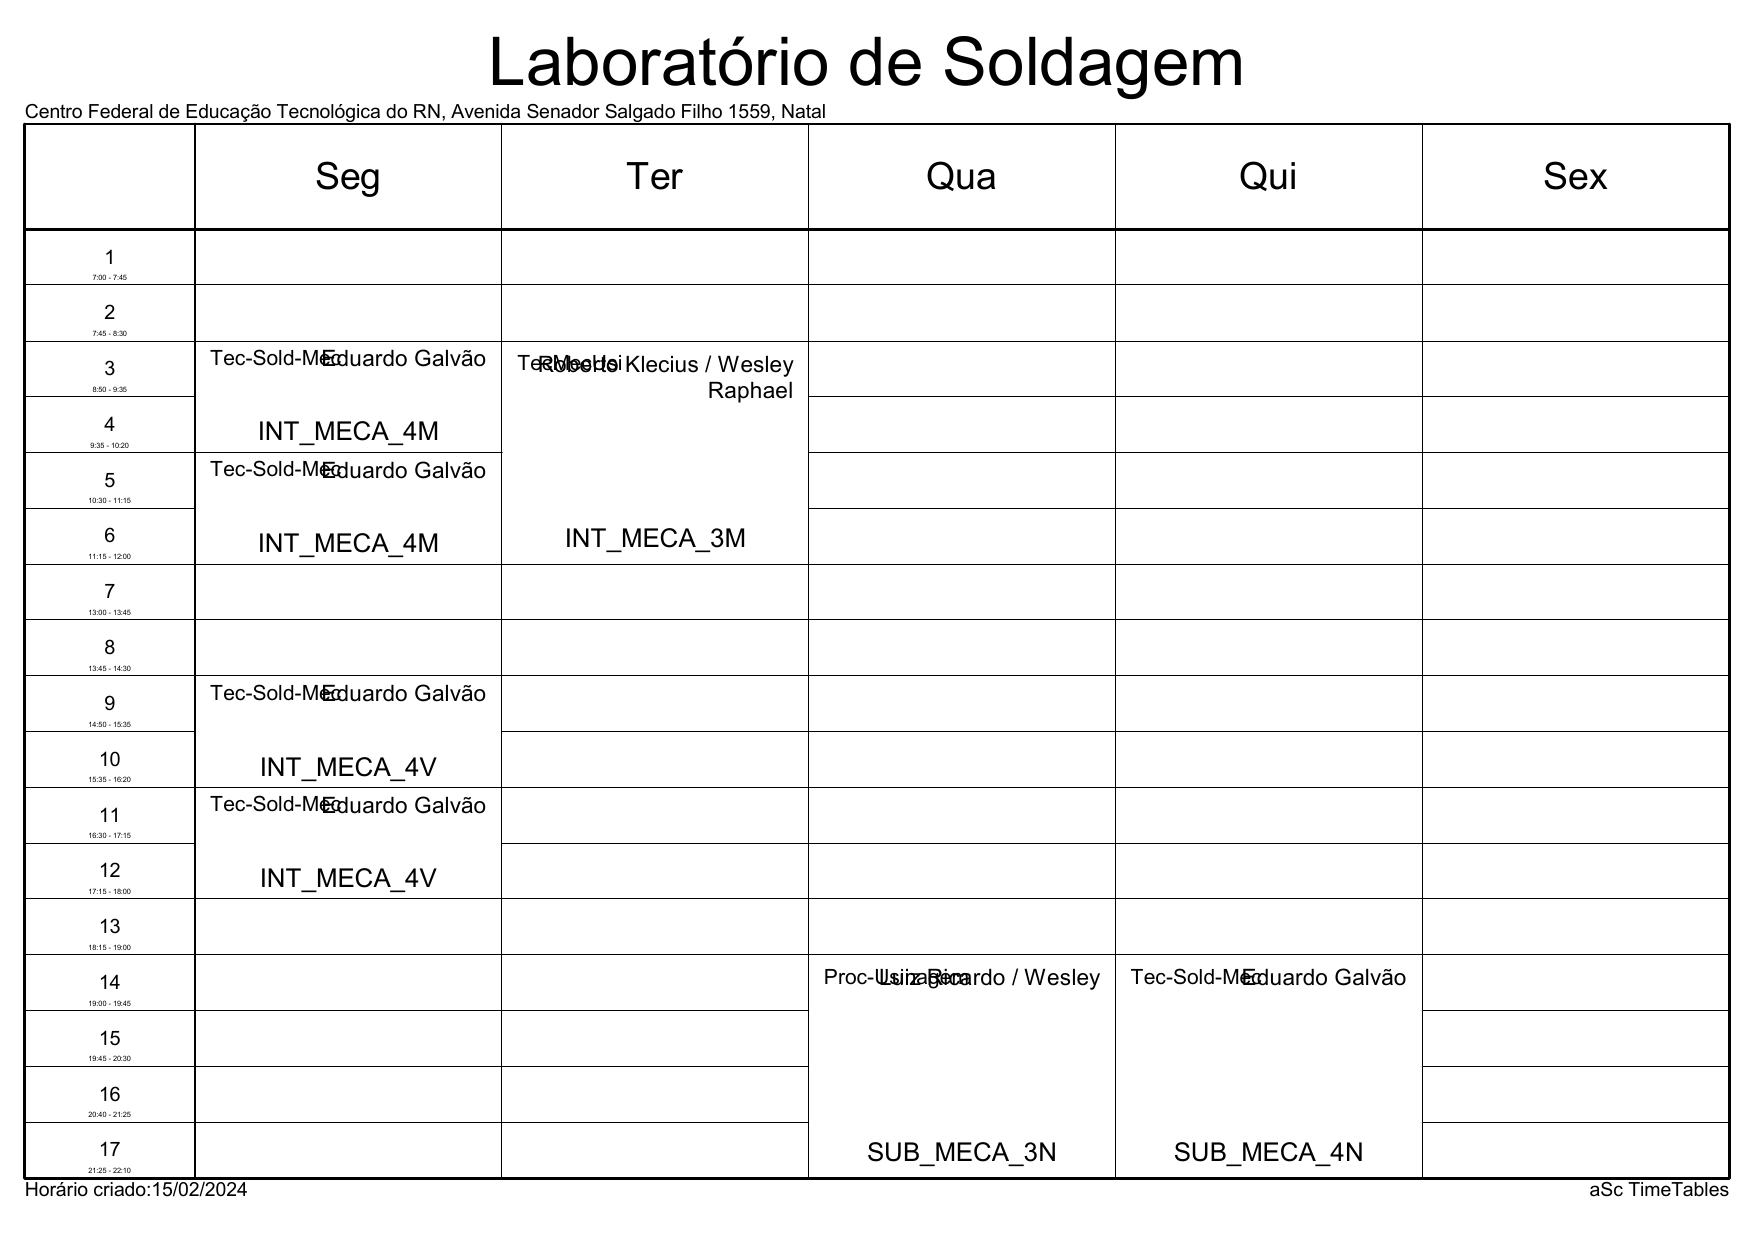 Laboratório de Soldagem
Centro Federal de Educação Tecnológica do RN, Avenida Senador Salgado Filho 1559, Natal
Seg Ter Qua Qui Sex
1
7:00 - 7:45
2
7:45 - 8:30
3
8:50 - 9:35
Tec-Sold-Mec Eduardo Galvão
TecMecUsi Roberto Klecius / Wesley
Raphael
4
9:35 - 10:20
INT_MECA_4M
5
10:30 - 11:15
Tec-Sold-Mec Eduardo Galvão
6
11:15 - 12:00
INT_MECA_4M
INT_MECA_3M
7
13:00 - 13:45
8
13:45 - 14:30
9
14:50 - 15:35
Tec-Sold-Mec Eduardo Galvão
10
15:35 - 16:20
INT_MECA_4V
11
16:30 - 17:15
Tec-Sold-Mec Eduardo Galvão
12
17:15 - 18:00
INT_MECA_4V
13
18:15 - 19:00
14
19:00 - 19:45
Proc-Usinagem Luiz Ricardo / Wesley
Tec-Sold-Mec Eduardo Galvão
15
19:45 - 20:30
16
20:40 - 21:25
17
21:25 - 22:10
SUB_MECA_3N
SUB_MECA_4N
Horário criado:15/02/2024
aSc TimeTables